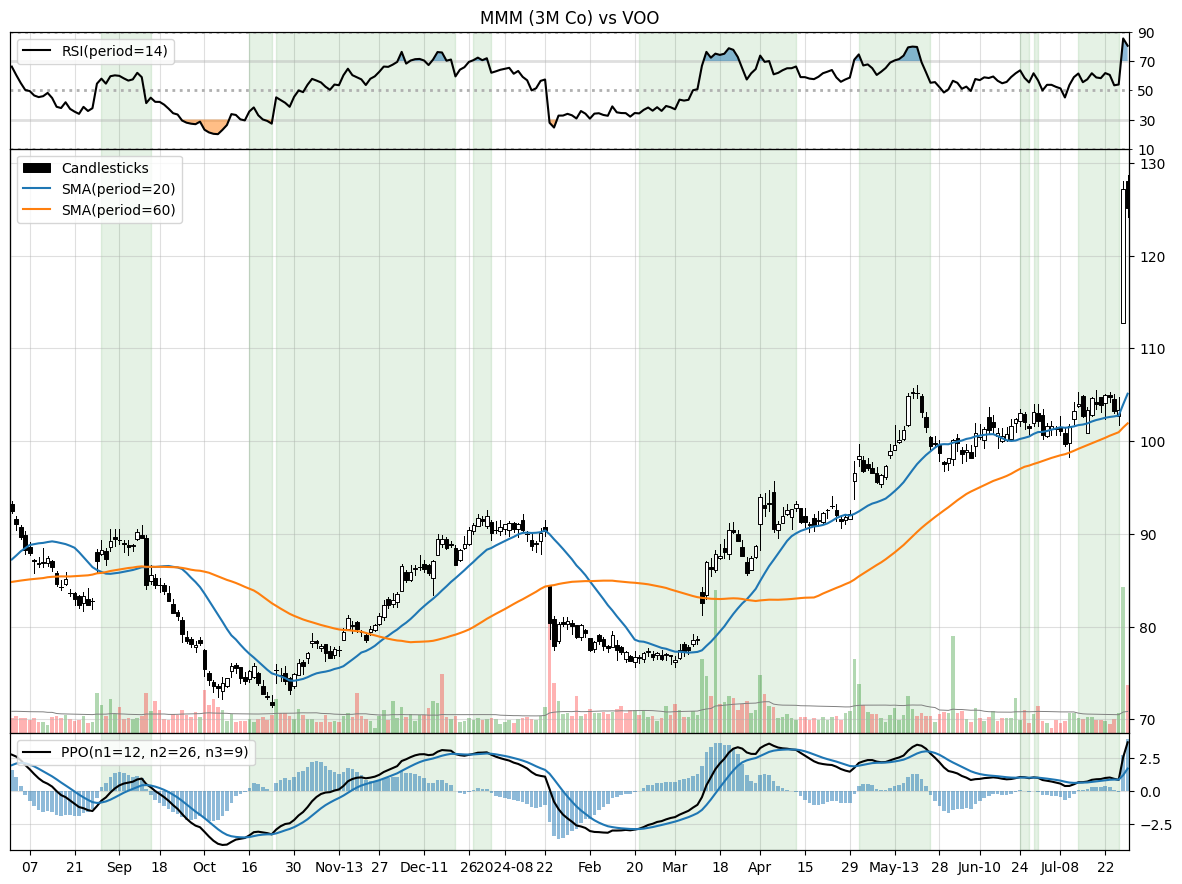 MMM (3M Co) vs VOO
RSI(period=14)
90
70
50
30
10
Candlesticks
SMA(period=20)
SMA(period=60)
130
120
110
100
90
80
70
PPO(n1=12, n2=26, n3=9)
2.5
0.0
−2.5
07 21 Sep 18 Oct 16 30 Nov-13 27 Dec-11 26 2024-08 22 Feb 20 Mar 18 Apr 15 29 May-13 28 Jun-10 24 Jul-08 22